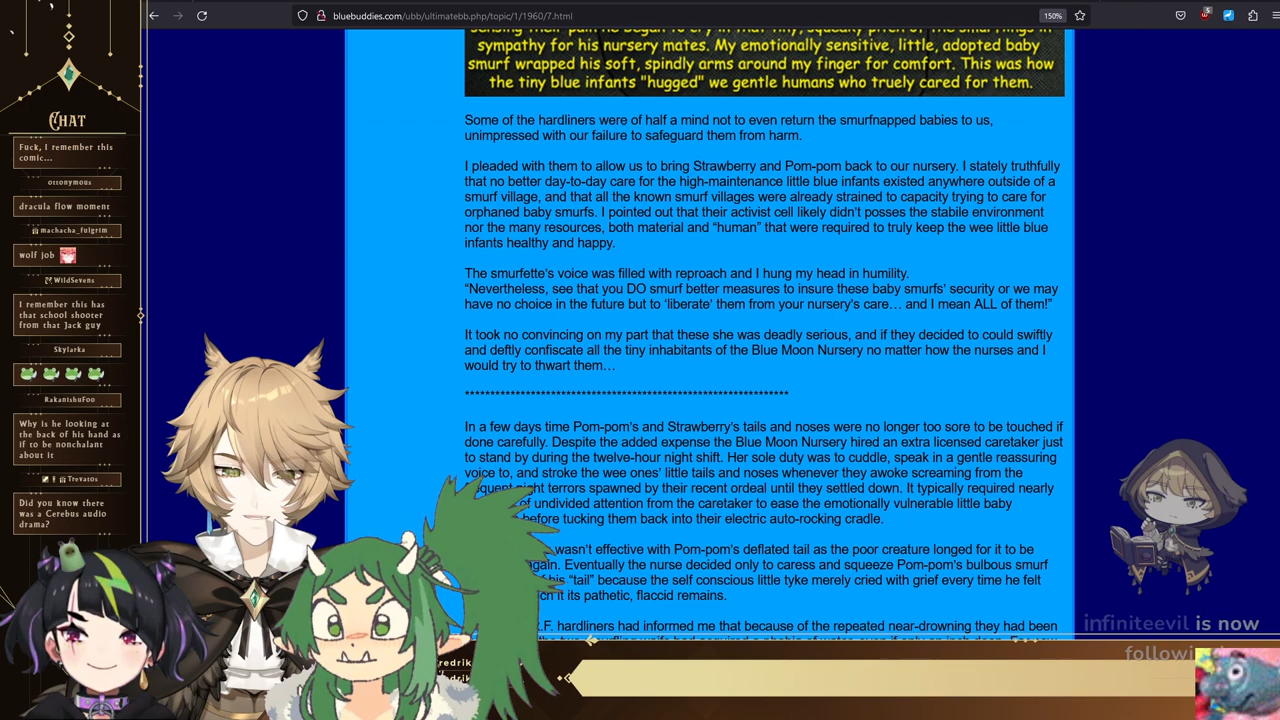 bluebuddies.com/ubb/ultimatebb.php/topic/1/1960/7.html
150%
5
CHAT
Fuck, I remember this
comic...
ottonymous
dracula flow moment
machacha_fulgrim
wolf job
WildSevens
I remember this has
that school shooter
from that Jack guy
Skylarka
RakanishuFoo
Why is he looking at
the back of his hand as
if to be nonchalant
about it
Trevatos
Did you know there
was a Cerebus audio
drama?
sensing their pain he began to cry in that tiny, squeaky pitch of the smurflings in
sympathy for his nursery mates. My emotionally sensitive, little, adopted baby
smurf wrapped his soft, spindly arms around my finger for comfort. This was how
the tiny blue infants "hugged" we gentle humans who truely cared for them.
Some of the hardliners were of half a mind not to even return the smurfnapped babies to us,
unimpressed with our failure to safeguard them from harm.
I pleaded with them to allow us to bring Strawberry and Pom-pom back to our nursery. I stately truthfully
that no better day-to-day care for the high-maintenance little blue infants existed anywhere outside of a
smurf village, and that all the known smurf villages were already strained to capacity trying to care for
orphaned baby smurfs. I pointed out that their activist cell likely didn't posses the stabile environment
nor the many resources, both material and “human” that were required to truly keep the wee little blue
infants healthy and happy.
The smurfette's voice was filled with reproach and I hung my head in humility.
“Nevertheless, see that you DO smurf better measures to insure these baby smurfs' security or we may
have no choice in the future but to ‘liberate’ them from your nursery's care… and I mean ALL of them!”
It took no convincing on my part that these she was deadly serious, and if they decided to could swiftly
and deftly confiscate all the tiny inhabitants of the Blue Moon Nursery no matter how the nurses and I
would try to thwart them…
****************************************************************
In a few days time Pom-pom's and Strawberry's tails and noses were no longer too sore to be touched if
done carefully. Despite the added expense the Blue Moon Nursery hired an extra licensed caretaker just
to stand by during the twelve-hour night shift. Her sole duty was to cuddle, speak in a gentle reassuring
voice to, and stroke the wee ones' little tails and noses whenever they awoke screaming from the
night terrors spawned by their recent ordeal until they settled down. It typically required nearly
of undivided attention from the caretaker to ease the emotionally vulnerable little baby
before tucking them back into their electric auto-rocking cradle.
wasn't effective with Pom-pom's deflated tail as the poor creature longed for it to be
again. Eventually the nurse decided only to caress and squeeze Pom-pom's bulbous smurf
his “tail” because the self conscious little tyke merely cried with grief every time he felt
it its pathetic, flaccid remains.
.F. hardliners had informed me that because of the repeated near-drowning they had been
infiniteevil is now